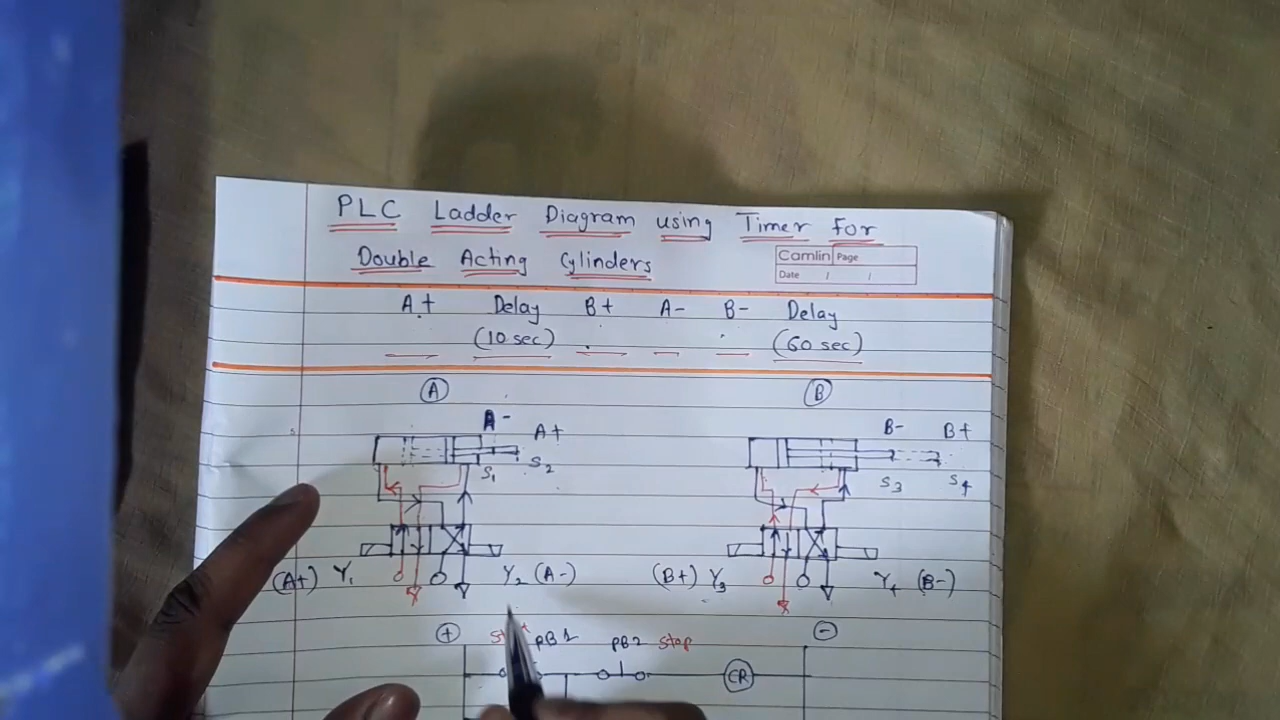 PLC Ladder Diagram using Timer For
Double Acting Cylinders
Camlin Page
Date / /
A+ Delay B+ A- B- Delay
(10 sec) (60 sec)
A B
A- A+ B- B+
S1 S2 S3 S4
(A+) Y1 Y2 (A-) (B+) Y3 Y4 (B-)
+ PB1 PB2 Stop -
CR